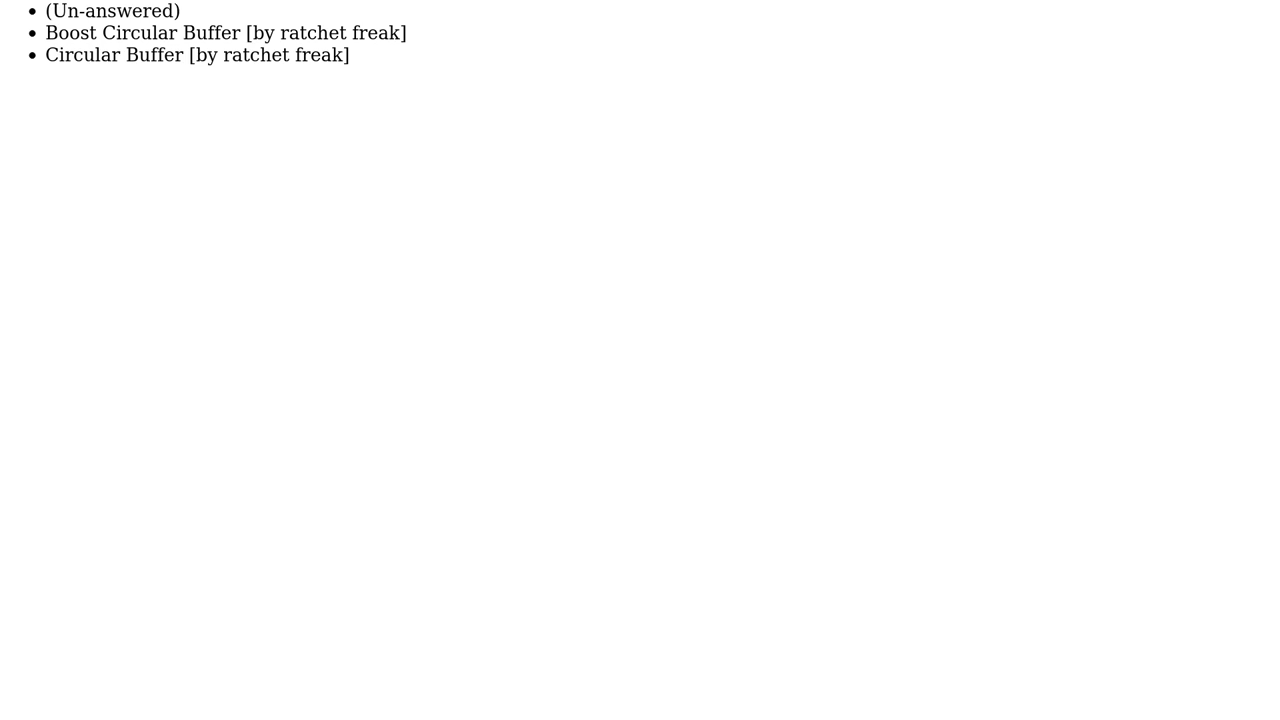 (Un-answered)
Boost Circular Buffer [by ratchet freak]
Circular Buffer [by ratchet freak]